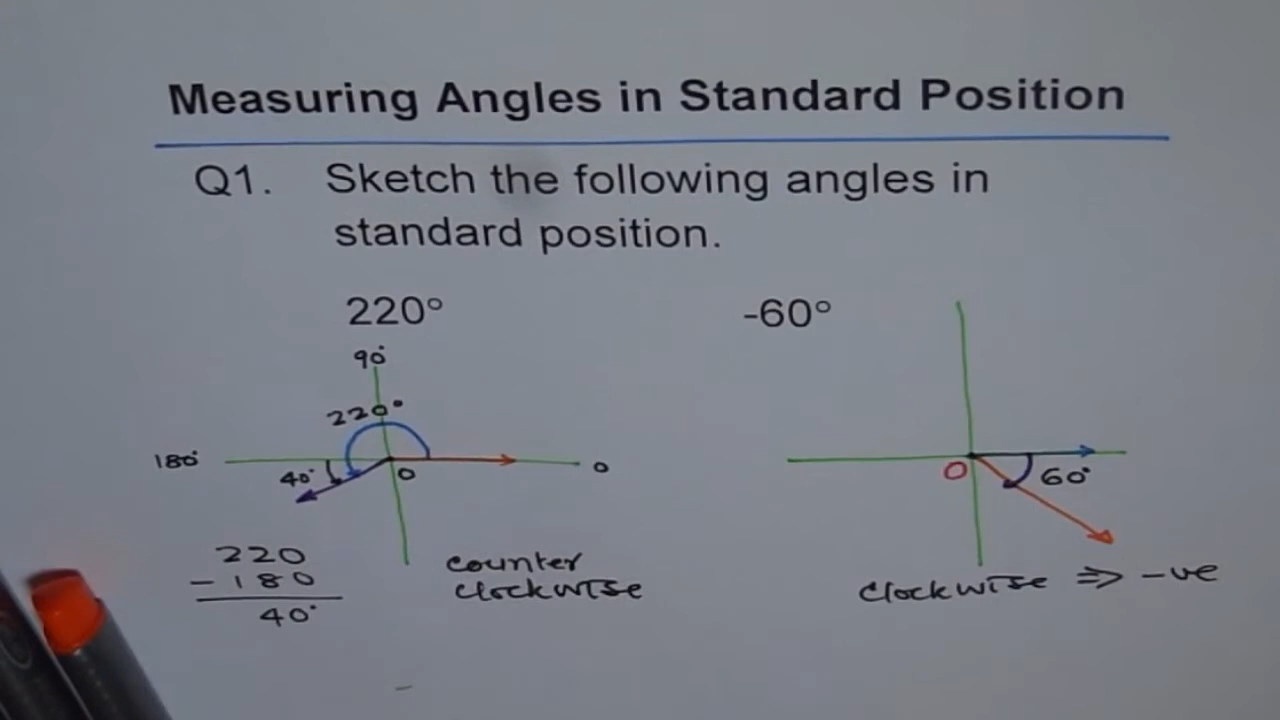 Measuring Angles in Standard Position
Q1. Sketch the following angles in
standard position.
220° -60°
90°
220°
180° 0
40° 0 0 60°
220
- 180
40°
counter
clockwise
clockwise ⇒ -ve